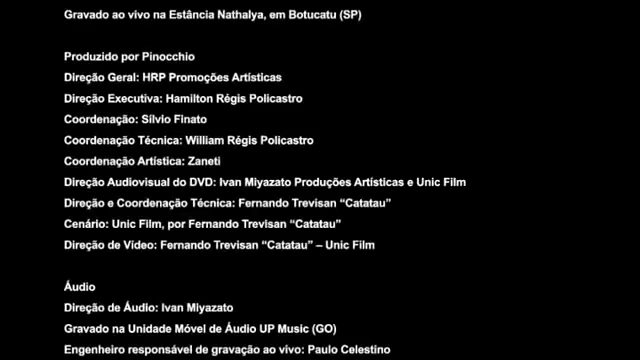 Gravado ao vivo na Estância Nathalya, em Botucatu (SP)
Produzido por Pinocchio
Direção Geral: HRP Promoções Artísticas
Direção Executiva: Hamilton Régis Policastro
Coordenação: Sílvio Finato
Coordenação Técnica: William Régis Policastro
Coordenação Artística: Zaneti
Direção Audiovisual do DVD: Ivan Miyazato Produções Artísticas e Unic Film
Direção e Coordenação Técnica: Fernando Trevisan “Catatau”
Cenário: Unic Film, por Fernando Trevisan “Catatau”
Direção de Vídeo: Fernando Trevisan “Catatau” – Unic Film
Áudio
Direção de Áudio: Ivan Miyazato
Gravado na Unidade Móvel de Áudio UP Music (GO)
Engenheiro responsável de gravação ao vivo: Paulo Celestino